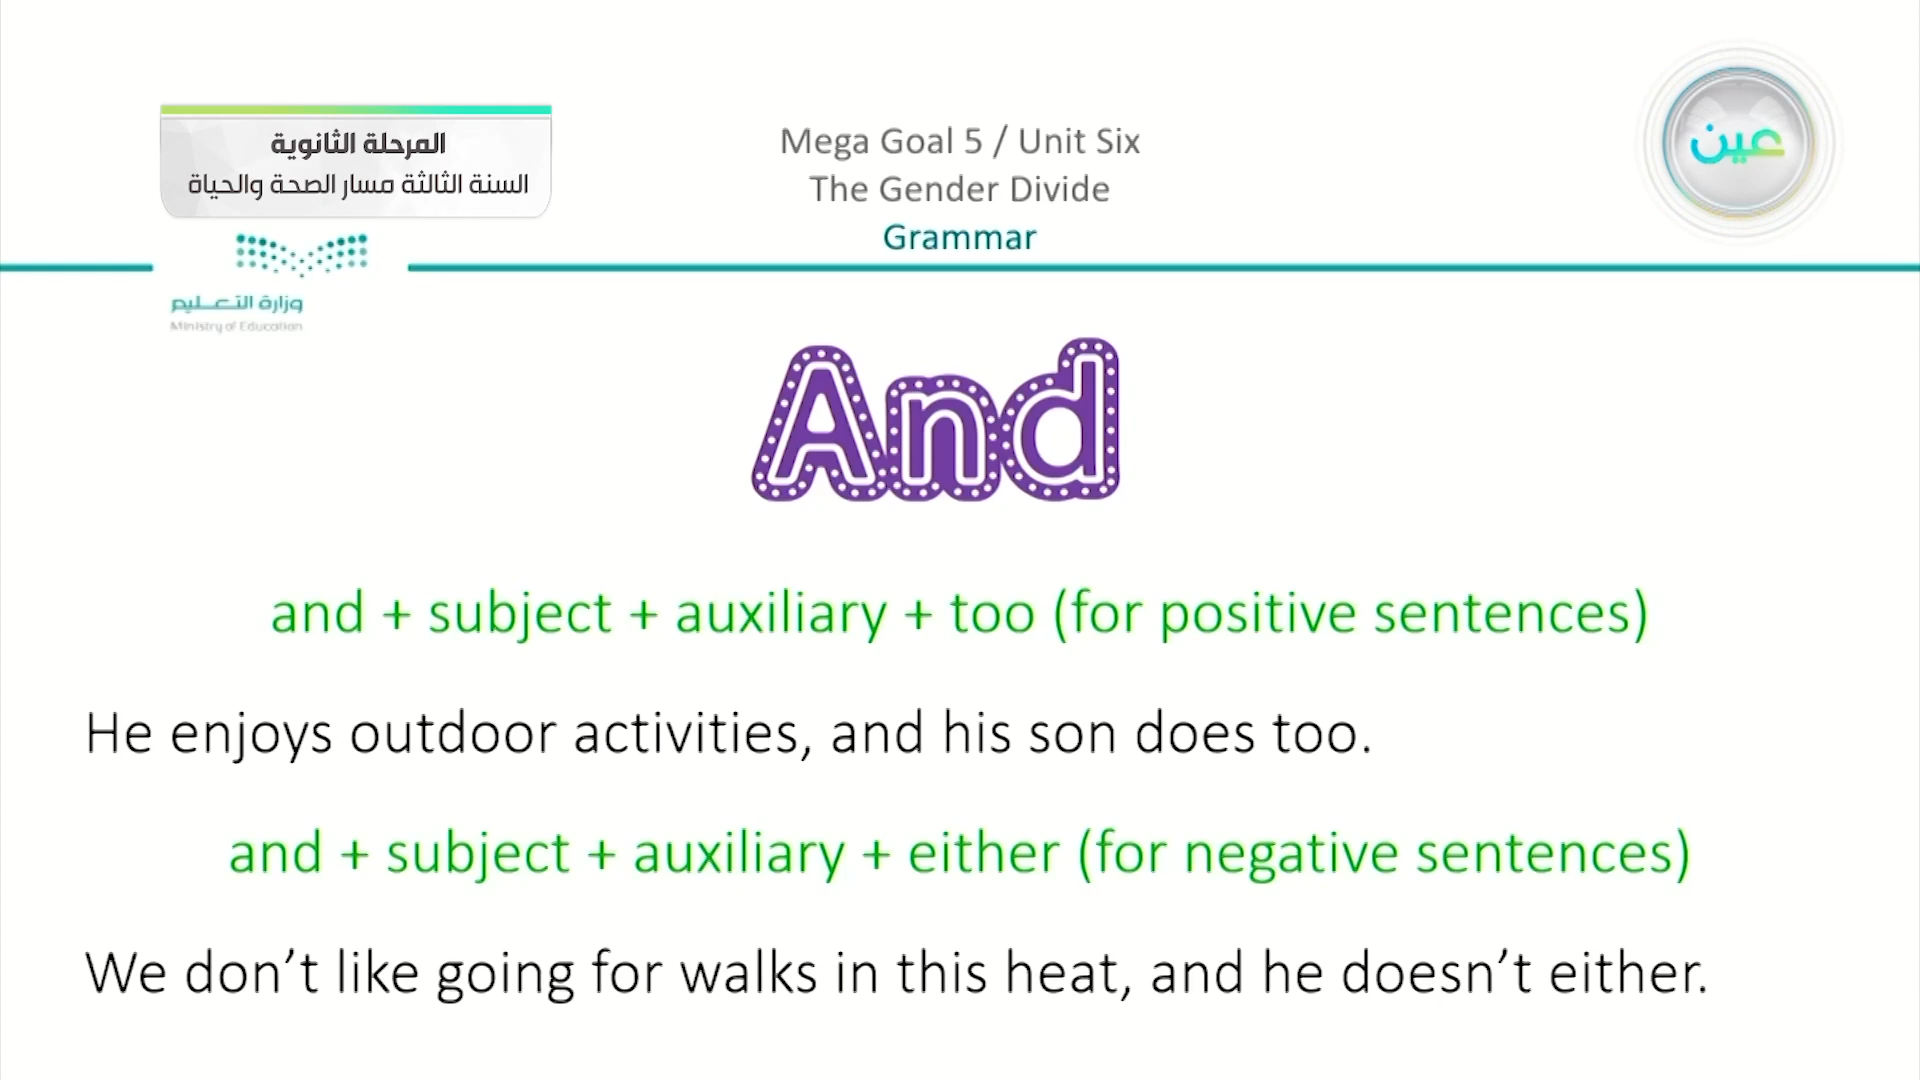 المرحلة الثانوية
السنة الثالثة مسار الصحة والحياة
Mega Goal 5 / Unit Six
The Gender Divide
Grammar
عين
وزارة التعليم
Ministry of Education
And
and + subject + auxiliary + too (for positive sentences)
He enjoys outdoor activities, and his son does too.
and + subject + auxiliary + either (for negative sentences)
We don’t like going for walks in this heat, and he doesn’t either.